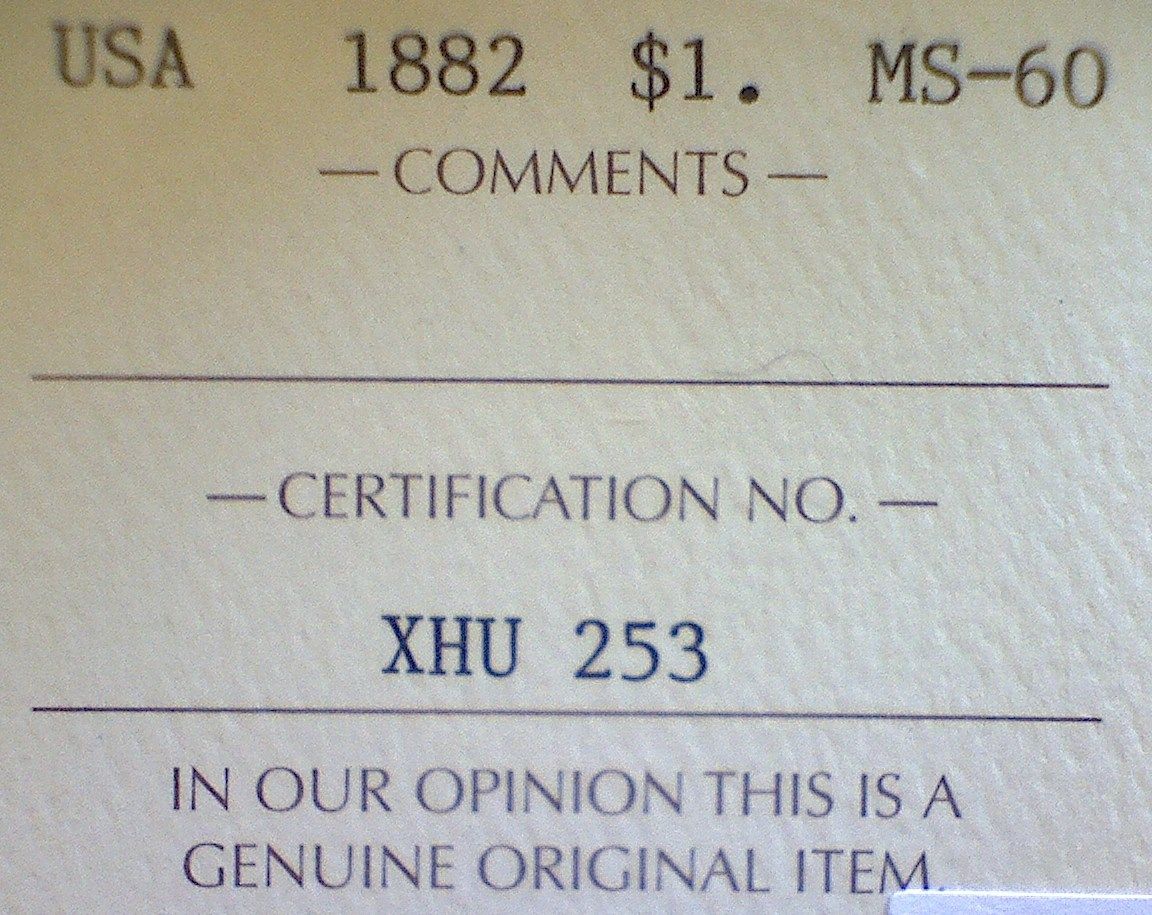 USA 1882 $1. MS-60
— COMMENTS —
— CERTIFICATION NO. —
XHU 253
IN OUR OPINION THIS IS A
GENUINE ORIGINAL ITEM.